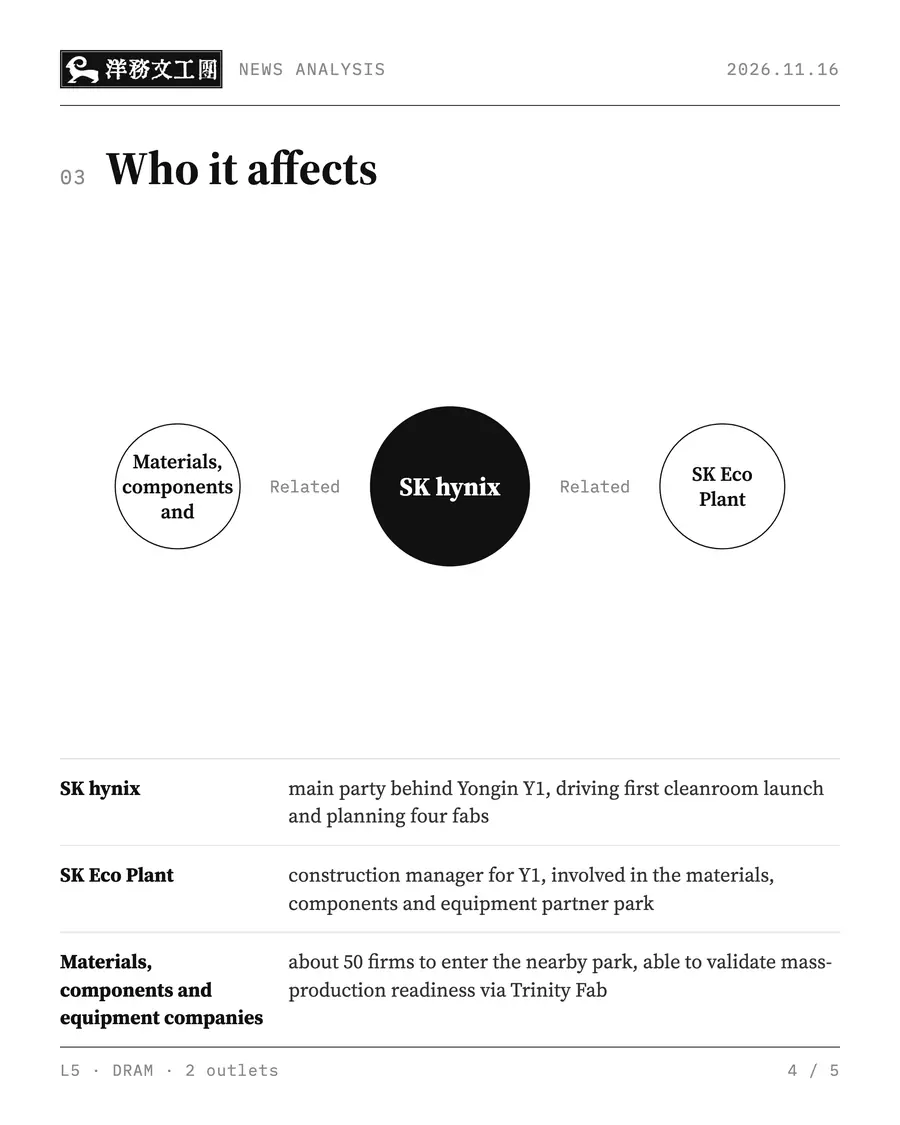 洋務文工團 NEWS ANALYSIS 2026.11.16
03 Who it affects
Materials,
components
and
Related
SK hynix
Related
SK Eco
Plant
SK hynix
main party behind Yongin Y1, driving first cleanroom launch
and planning four fabs
SK Eco Plant
construction manager for Y1, involved in the materials,
components and equipment partner park
Materials,
components and
equipment companies
about 50 firms to enter the nearby park, able to validate mass-
production readiness via Trinity Fab
L5 · DRAM · 2 outlets 4 / 5